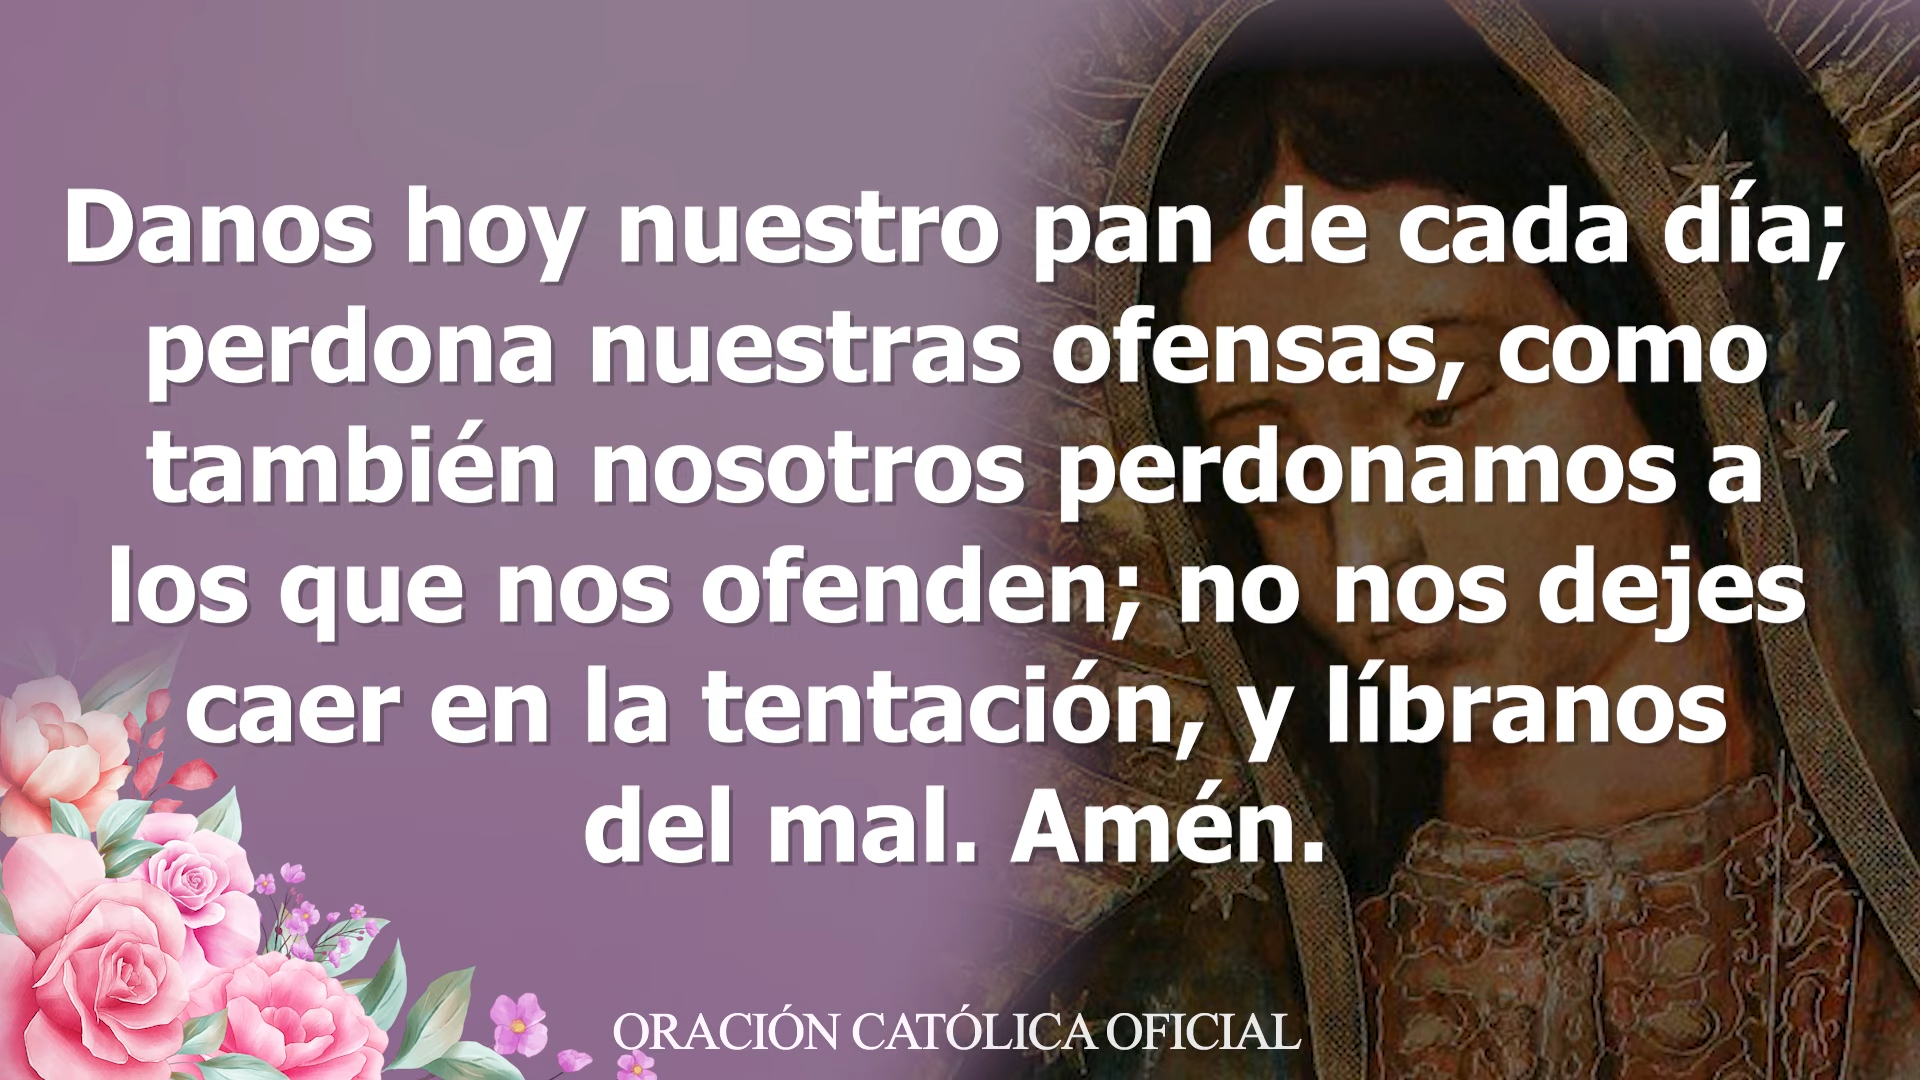 Danos hoy nuestro pan de cada día;
perdona nuestras ofensas, como
también nosotros perdonamos a
los que nos ofenden; no nos dejes
caer en la tentación, y líbranos
del mal. Amén.
ORACIÓN CATÓLICA OFICIAL